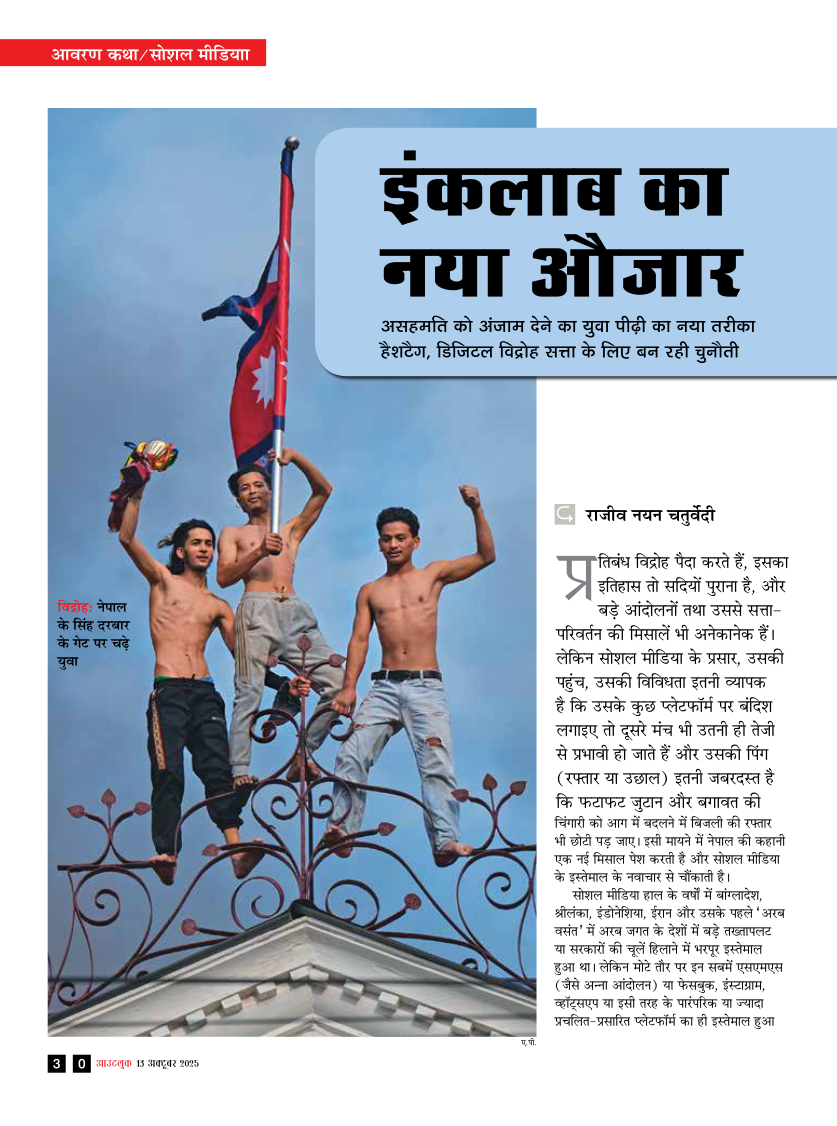 आवरण कथा/सोशल मीडियाा
इंकलाब का
नया औजार
असहमति को अंजाम देने का युवा पीढ़ी का नया तरीका
हैशटैग, डिजिटल विद्रोह सत्ता के लिए बन रही चुनौती
राजीव नयन चतुर्वेदी
विद्रोहः नेपाल
के सिंह दरबार
के गेट पर चढ़े
युवा
प्रतिबंध विद्रोह पैदा करते हैं, इसका
इतिहास तो सदियों पुराना है, और
बड़े आंदोलनों तथा उससे सत्ता-
परिवर्तन की मिसालें भी अनेकानेक हैं।
लेकिन सोशल मीडिया के प्रसार, उसकी
पहुंच, उसकी विविधता इतनी व्यापक
है कि उसके कुछ प्लेटफॉर्म पर बंदिश
लगाइए तो दूसरे मंच भी उतनी ही तेजी
से प्रभावी हो जाते हैं और उसकी पिंग
(रफ्तार या उछाल) इतनी जबरदस्त है
कि फटाफट जुटान और बगावत की
चिंगारी को आग में बदलने में बिजली की रफ्तार
भी छोटी पड़ जाए। इसी मायने में नेपाल की कहानी
एक नई मिसाल पेश करती है और सोशल मीडिया
के इस्तेमाल के नवाचार से चौंकाती है।
सोशल मीडिया हाल के वर्षों में बांग्लादेश,
श्रीलंका, इंडोनेशिया, ईरान और उसके पहले ‘अरब
वसंत’ में अरब जगत के देशों में बड़े तख्तापलट
या सरकारों की चूलें हिलाने में भरपूर इस्तेमाल
हुआ था। लेकिन मोटे तौर पर इन सबमें एसएमएस
(जैसे अन्ना आंदोलन) या फेसबुक, इंस्टाग्राम,
व्हॉट्सएप या इसी तरह के पारंपरिक या ज्यादा
प्रचलित-प्रसारित प्लेटफॉर्म का ही इस्तेमाल हुआ
ए.पी.
30 आउटलुक 13 अक्टूबर 2025